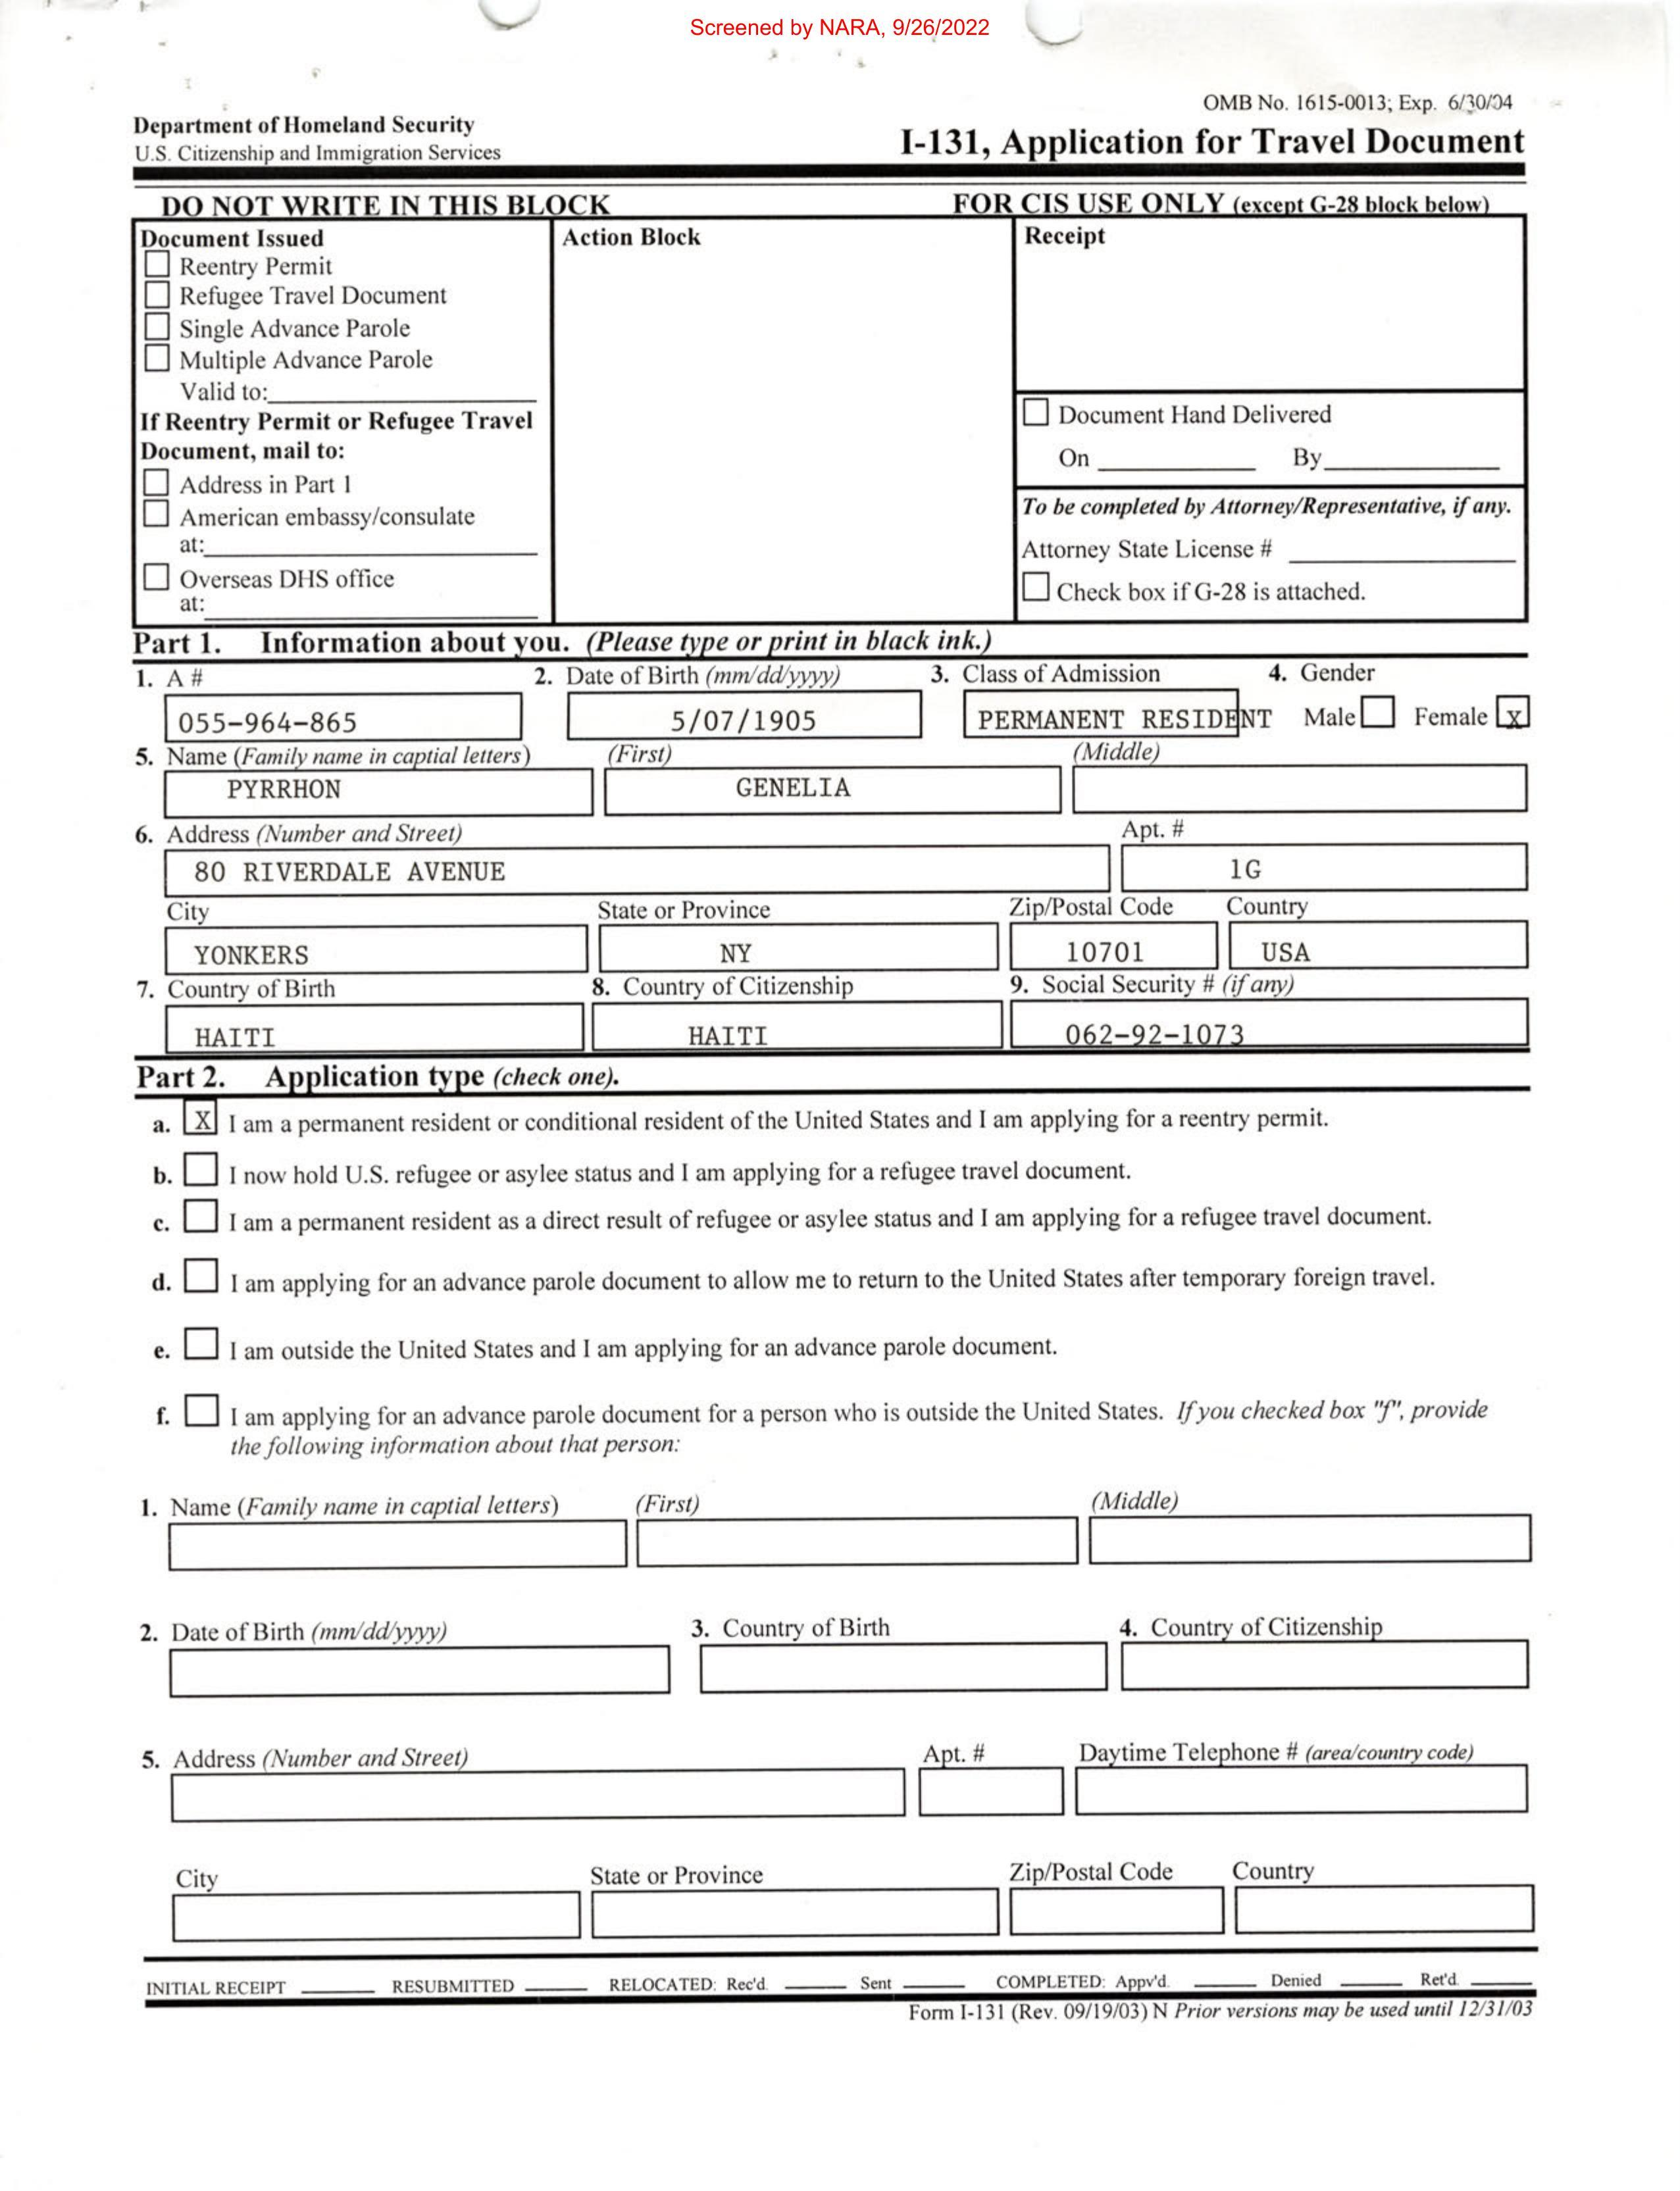 Screened by NARA, 9/26/2022
OMB No. 1615-0013; Exp. 6/30/04
Department of Homeland Security
U.S. Citizenship and Immigration Services
I-131, Application for Travel Document
DO NOT WRITE IN THIS BLOCK
FOR CIS USE ONLY (except G-28 block below)
Document Issued
Reentry Permit
Refugee Travel Document
Single Advance Parole
Multiple Advance Parole
Valid to:
If Reentry Permit or Refugee Travel
Document, mail to:
Address in Part 1
American embassy/consulate
at:
Overseas DHS office
at:
Action Block
Receipt
Document Hand Delivered
On By
To be completed by Attorney/Representative, if any.
Attorney State License #
Check box if G-28 is attached.
Part 1. Information about you. (Please type or print in black ink.)
1. A # 2. Date of Birth (mm/dd/yyyy) 3. Class of Admission 4. Gender
055-964-865 5/07/1905 PERMANENT RESIDENT Male Female X
5. Name (Family name in captial letters) (First) (Middle)
PYRRHON GENELIA
6. Address (Number and Street) Apt. #
80 RIVERDALE AVENUE 1G
City State or Province Zip/Postal Code Country
YONKERS NY 10701 USA
7. Country of Birth 8. Country of Citizenship 9. Social Security # (if any)
HAITI HAITI 062-92-1073
Part 2. Application type (check one).
a. X I am a permanent resident or conditional resident of the United States and I am applying for a reentry permit.
b. I now hold U.S. refugee or asylee status and I am applying for a refugee travel document.
c. I am a permanent resident as a direct result of refugee or asylee status and I am applying for a refugee travel document.
d. I am applying for an advance parole document to allow me to return to the United States after temporary foreign travel.
e. I am outside the United States and I am applying for an advance parole document.
f. I am applying for an advance parole document for a person who is outside the United States. If you checked box "f", provide
the following information about that person:
1. Name (Family name in captial letters) (First) (Middle)
2. Date of Birth (mm/dd/yyyy) 3. Country of Birth 4. Country of Citizenship
5. Address (Number and Street) Apt. # Daytime Telephone # (area/country code)
City State or Province Zip/Postal Code Country
INITIAL RECEIPT RESUBMITTED RELOCATED: Rec'd. Sent COMPLETED: Appv'd. Denied Ret'd.
Form I-131 (Rev. 09/19/03) N Prior versions may be used until 12/31/03